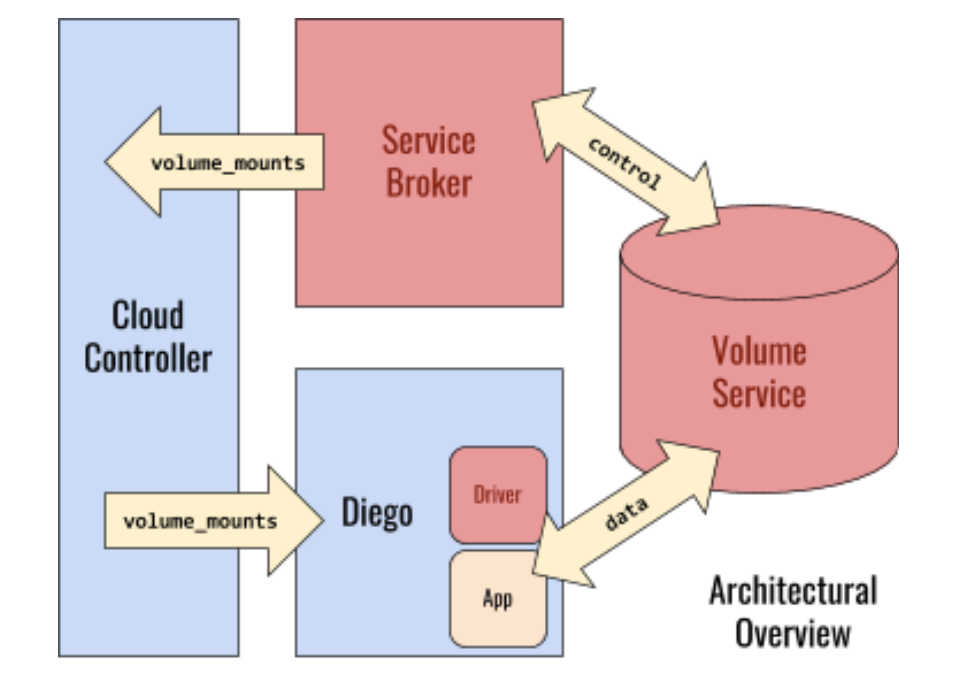 Service
Broker
volume_mounts
control
Cloud
Controller
Volume
Service
Driver
Diego
volume_mounts
data
App
Architectural
Overview